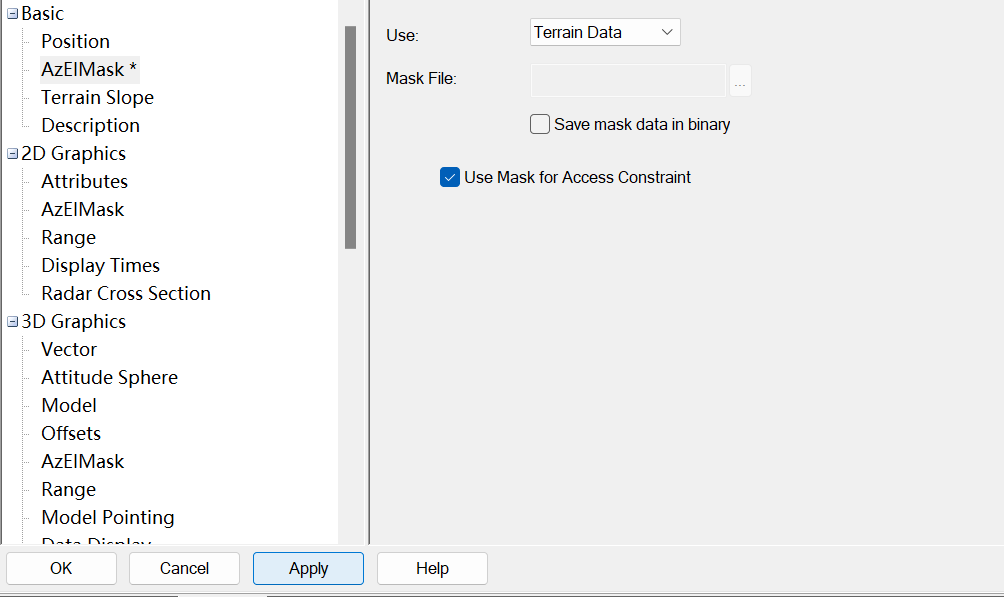 Basic
Position
AzElMask *
Terrain Slope
Description
2D Graphics
Attributes
AzElMask
Range
Display Times
Radar Cross Section
3D Graphics
Vector
Attitude Sphere
Model
Offsets
AzElMask
Range
Model Pointing
Data Display
Use:
Terrain Data
Mask File:
...
Save mask data in binary
Use Mask for Access Constraint
OK
Cancel
Apply
Help